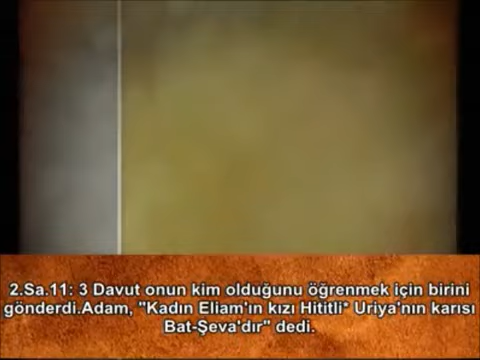 2.Sa.11: 3 Davut onun kim olduğunu öğrenmek için birini
gönderdi.Adam, "Kadın Eliam'ın kızı Hititli* Uriya'nın karısı
Bat-Şeva'dır" dedi.